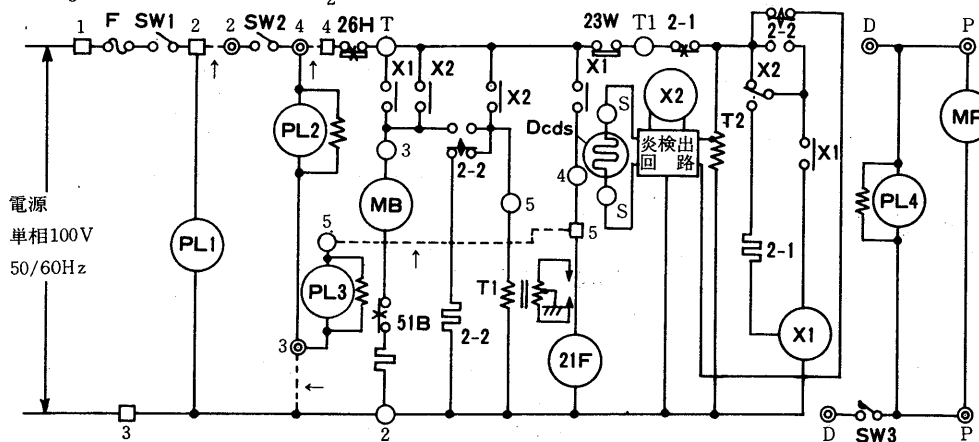 2
1 F SW1 2 2 SW2 4 4 26H T 23W T1 2-1 2-2 D P
X1 X2 X2 X1 X2 X2
S
PL2 Dcds 炎検出 回路 T2 X1 MP
3 2-2 4
電源
単相100V
50/60Hz
MB 5 S PL4
PL1 5 5 2-1
PL3 T1
51B 2-2 X1
3 21F
3 2 D SW3 P